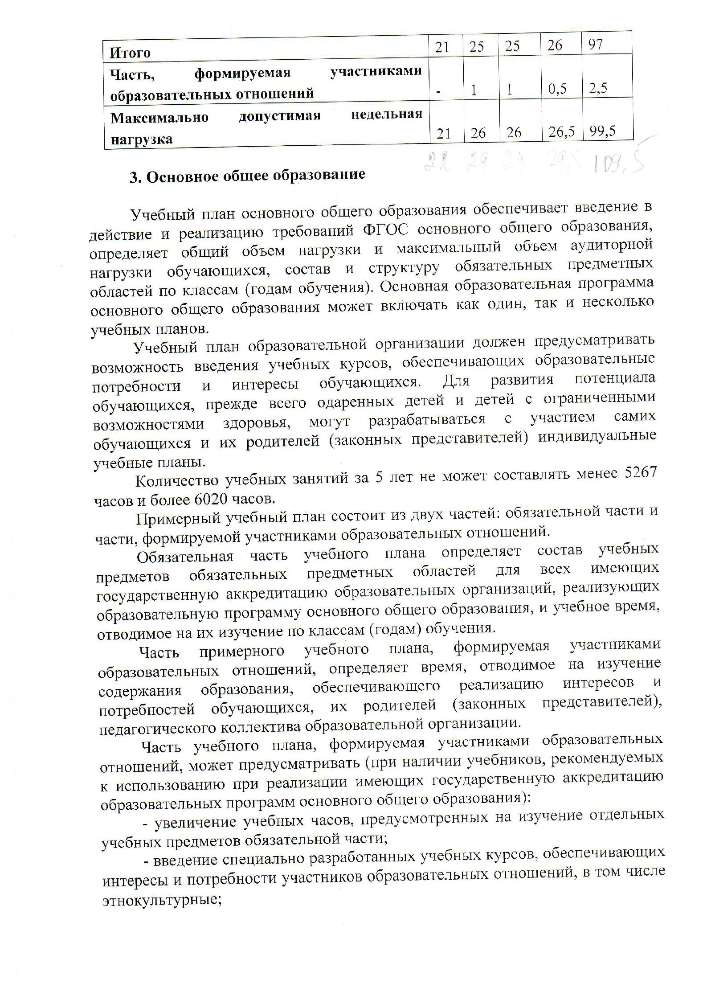 Итого 21 25 25 26 97
Часть, формируемая участниками
образовательных отношений - 1 1 0,5 2,5
Максимально допустимая недельная
нагрузка 21 26 26 26,5 99,5
22 29 29 29,5 109,5
3. Основное общее образование
Учебный план основного общего образования обеспечивает введение в
действие и реализацию требований ФГОС основного общего образования,
определяет общий объем нагрузки и максимальный объем аудиторной
нагрузки обучающихся, состав и структуру обязательных предметных
областей по классам (годам обучения). Основная образовательная программа
основного общего образования может включать как один, так и несколько
учебных планов.
Учебный план образовательной организации должен предусматривать
возможность введения учебных курсов, обеспечивающих образовательные
потребности и интересы обучающихся. Для развития потенциала
обучающихся, прежде всего одаренных детей и детей с ограниченными
возможностями здоровья, могут разрабатываться с участием самих
обучающихся и их родителей (законных представителей) индивидуальные
учебные планы.
Количество учебных занятий за 5 лет не может составлять менее 5267
часов и более 6020 часов.
Примерный учебный план состоит из двух частей: обязательной части и
части, формируемой участниками образовательных отношений.
Обязательная часть учебного плана определяет состав учебных
предметов обязательных предметных областей для всех имеющих
государственную аккредитацию образовательных организаций, реализующих
образовательную программу основного общего образования, и учебное время,
отводимое на их изучение по классам (годам) обучения.
Часть примерного учебного плана, формируемая участниками
образовательных отношений, определяет время, отводимое на изучение
содержания образования, обеспечивающего реализацию интересов и
потребностей обучающихся, их родителей (законных представителей),
педагогического коллектива образовательной организации.
Часть учебного плана, формируемая участниками образовательных
отношений, может предусматривать (при наличии учебников, рекомендуемых
к использованию при реализации имеющих государственную аккредитацию
образовательных программ основного общего образования):
- увеличение учебных часов, предусмотренных на изучение отдельных
учебных предметов обязательной части;
- введение специально разработанных учебных курсов, обеспечивающих
интересы и потребности участников образовательных отношений, в том числе
этнокультурные;